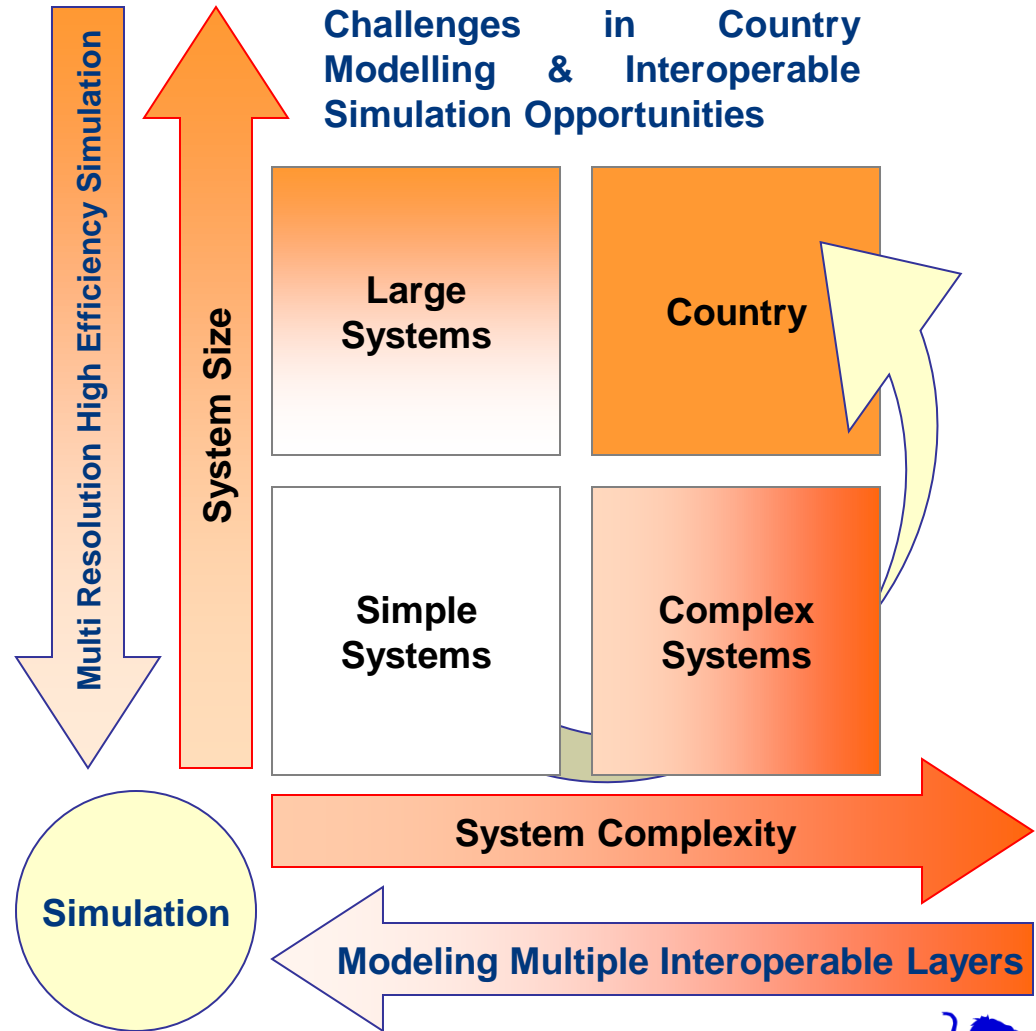 Challenges in Country
Modelling & Interoperable
Simulation Opportunities
Multi Resolution High Efficiency Simulation
System Size
Large
Systems
Country
Simple
Systems
Complex
Systems
System Complexity
Simulation
Modeling Multiple Interoperable Layers